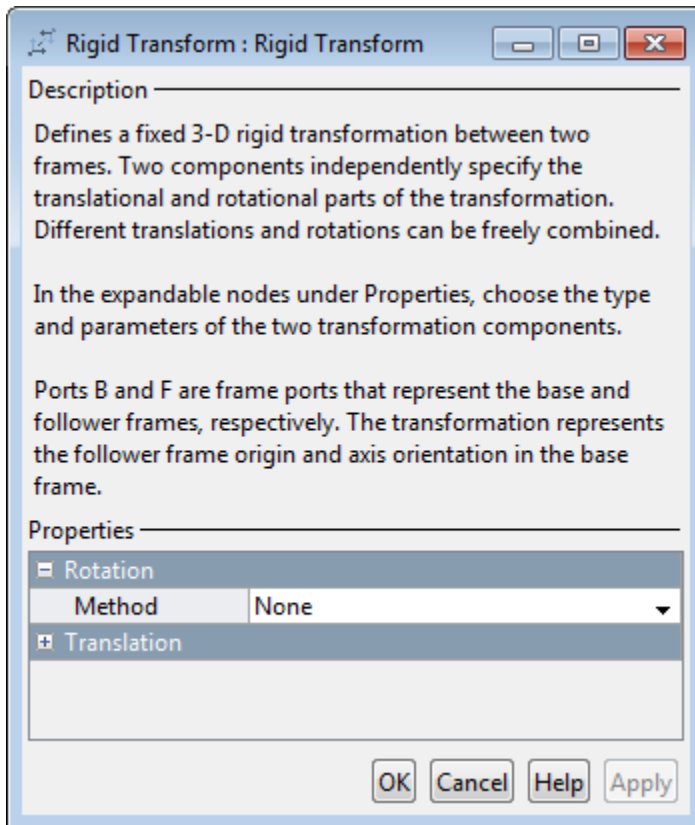 Rigid Transform : Rigid Transform
Description
Defines a fixed 3-D rigid transformation between two
frames. Two components independently specify the
translational and rotational parts of the transformation.
Different translations and rotations can be freely combined.
In the expandable nodes under Properties, choose the type
and parameters of the two transformation components.
Ports B and F are frame ports that represent the base and
follower frames, respectively. The transformation represents
the follower frame origin and axis orientation in the base
frame.
Properties
Rotation
Method None
Translation
OK Cancel Help Apply